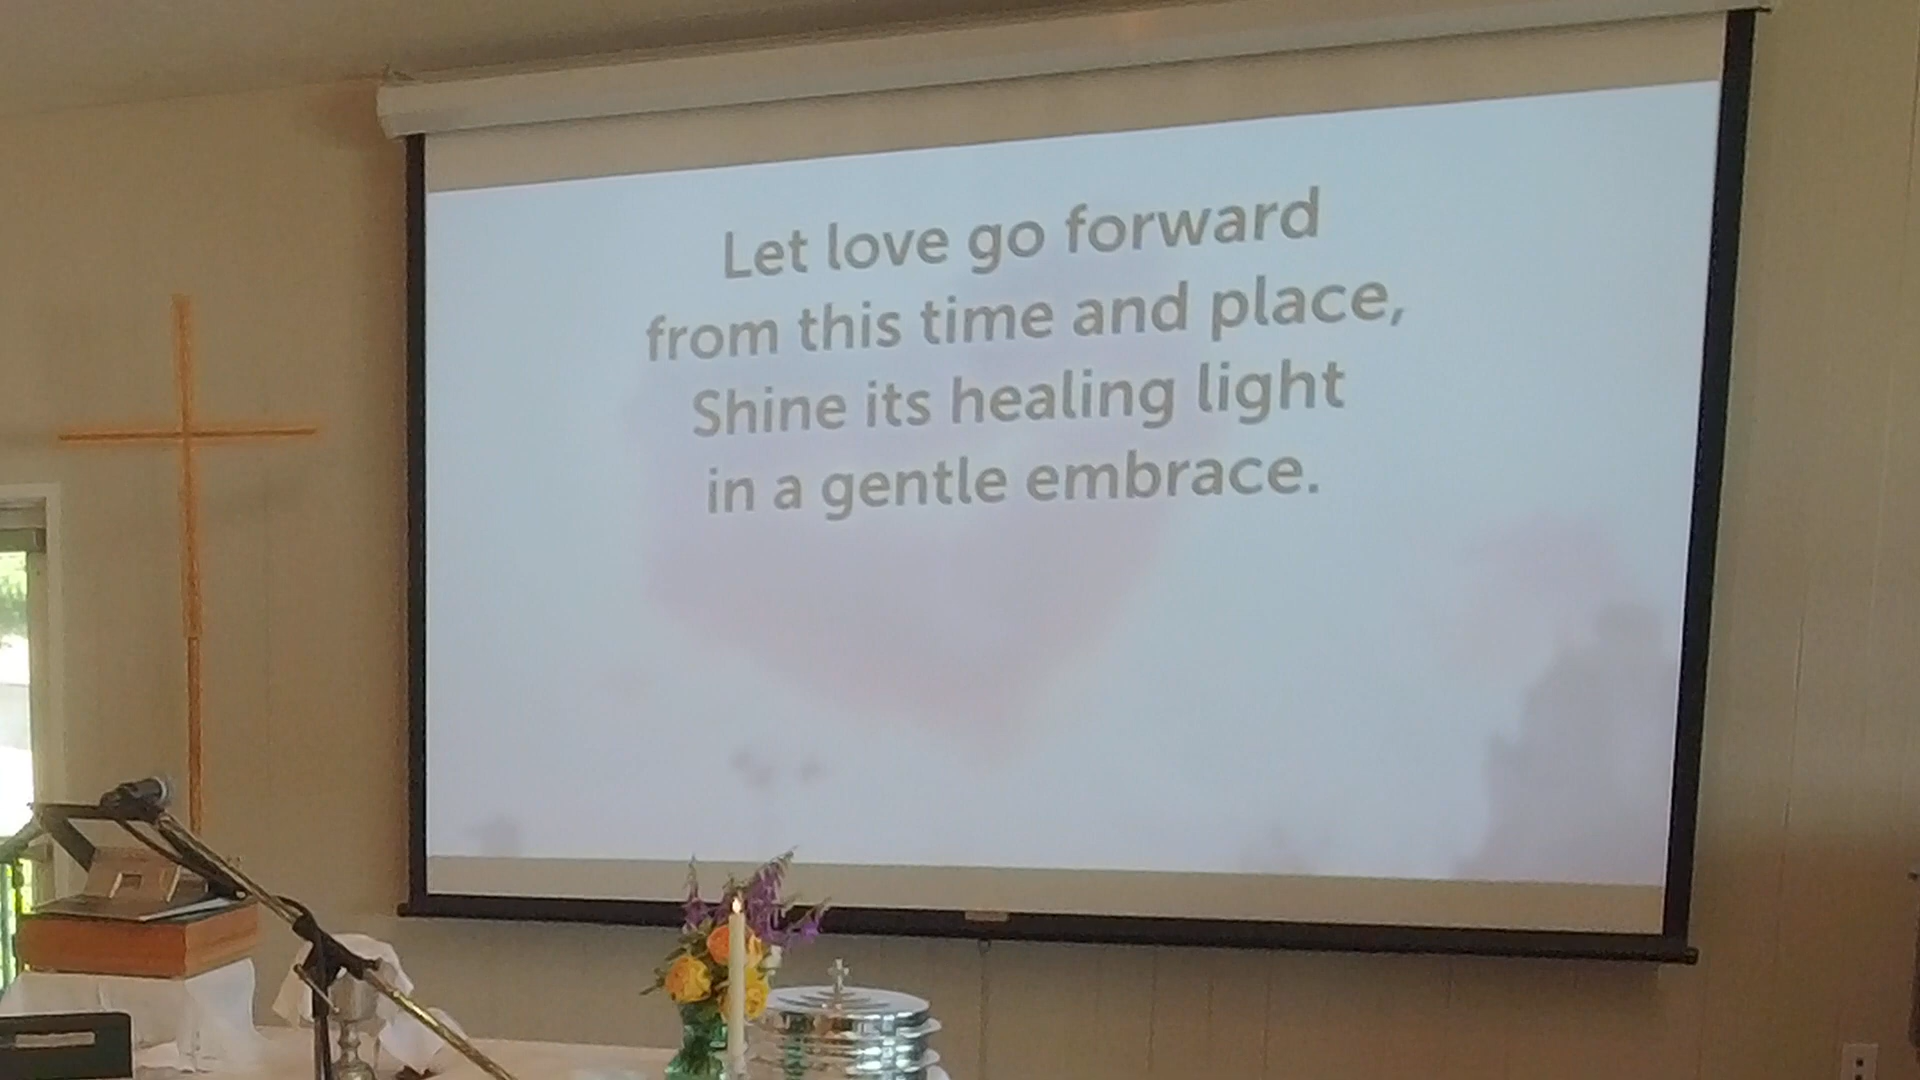 Let love go forward
from this time and place,
Shine its healing light
in a gentle embrace.